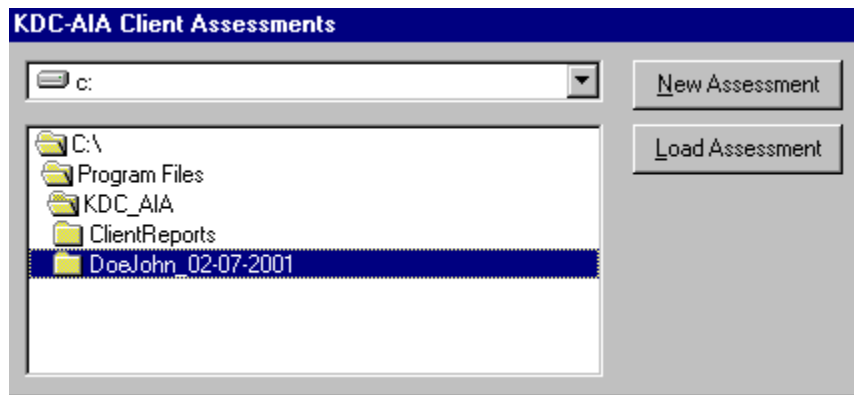 KDC-AIA Client Assessments
c:
New Assessment
C:\
Load Assessment
Program Files
KDC_AIA
ClientReports
DoeJohn_02-07-2001